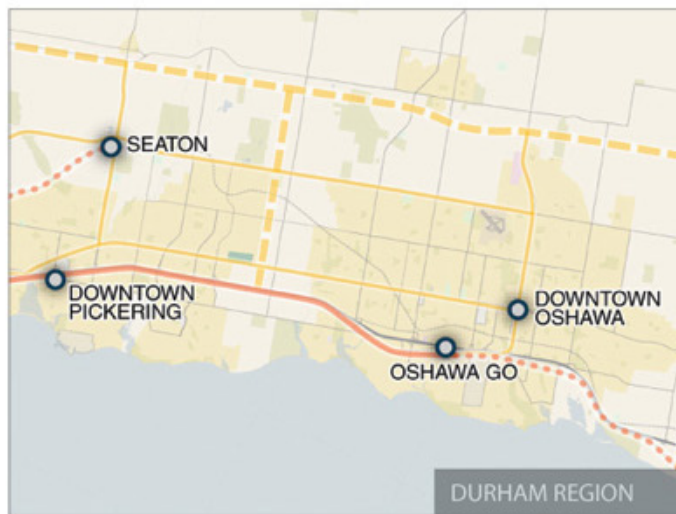 SEATON
DOWNTOWN
PICKERING
DOWNTOWN
OSHAWA
OSHAWA GO
DURHAM REGION